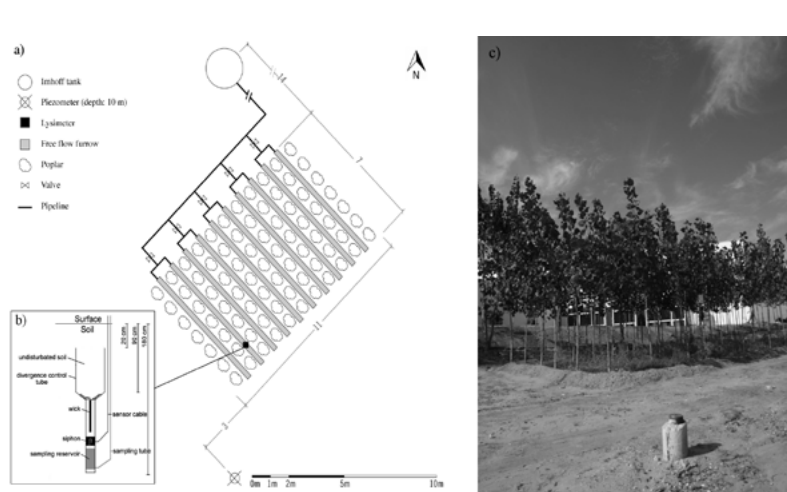 a)
N
Imhoff tank
Piezometer (depth: 10 m)
Lysimeter
Free flow furrow
Poplar
Valve
Pipeline
14
7
11
3
0m 1m 2m 5m 10m
b)
Surface
Soil
20 cm
90 cm
160 cm
undisturbated soil
divergence control
tube
wick
sensor cable
siphon
sampling reservoir
sampling tube
c)